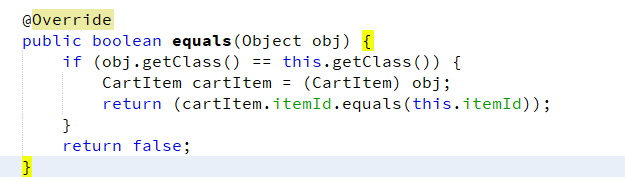 @Override
public boolean equals(Object obj) {
    if (obj.getClass() == this.getClass()) {
        CartItem cartItem = (CartItem) obj;
        return (cartItem.itemId.equals(this.itemId));
    }
    return false;
}